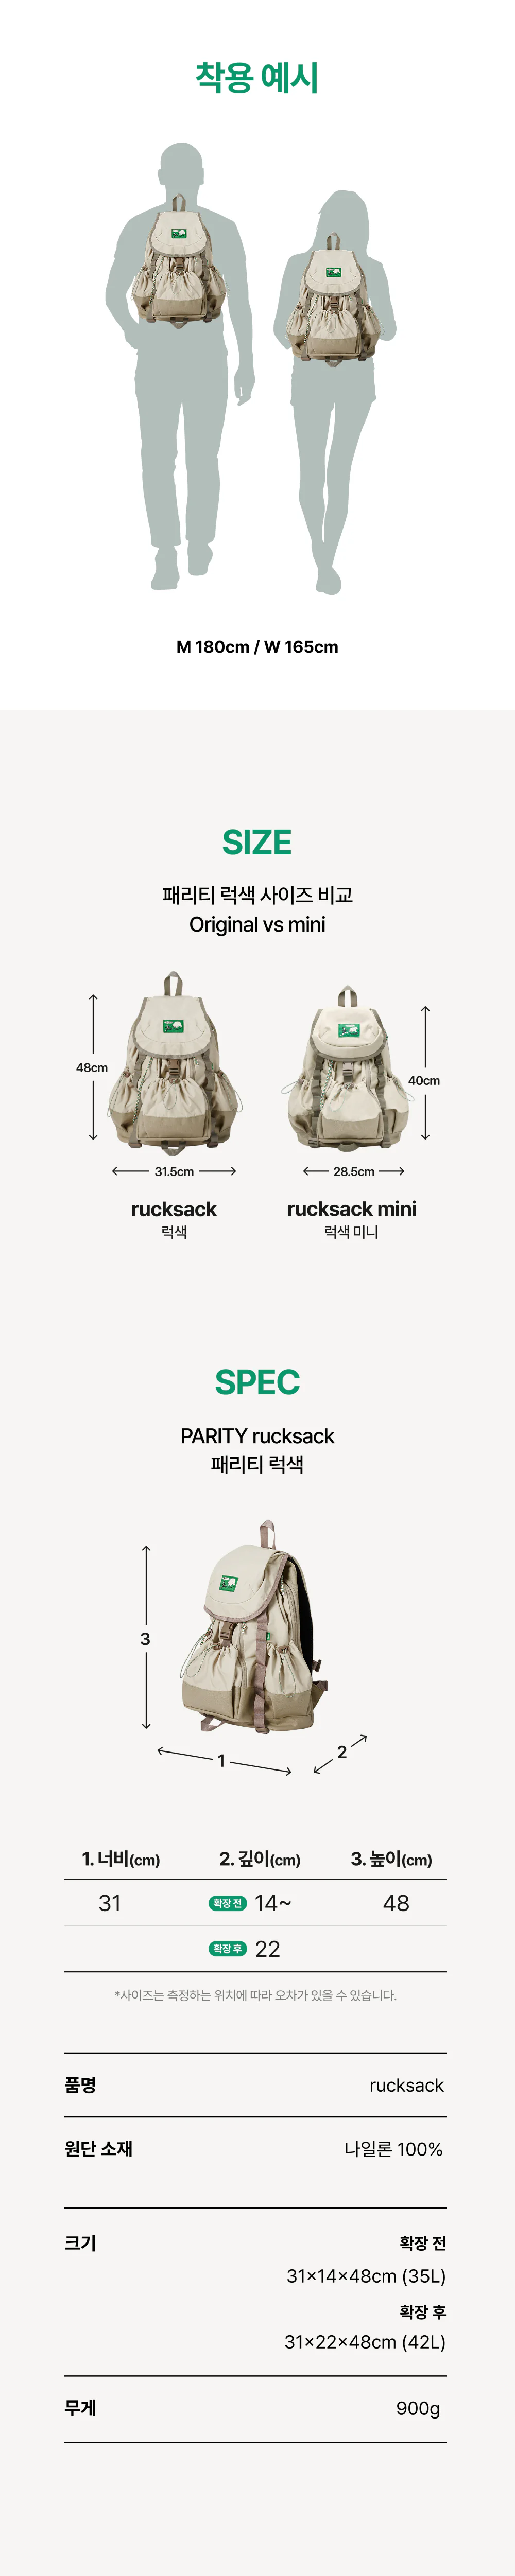 착용 예시
M 180cm / W 165cm
SIZE
패리티 럭색 사이즈 비교
Original vs mini
48cm
40cm
31.5cm
28.5cm
rucksack
rucksack mini
럭색
럭색 미니
SPEC
PARITY rucksack
패리티 럭색
3
2
1
1. 너비(cm) 2. 깊이(cm) 3. 높이(cm)
31 확장 전 14~ 48
확장 후 22
*사이즈는 측정하는 위치에 따라 오차가 있을 수 있습니다.
품명 rucksack
원단 소재 나일론 100%
크기 확장 전
31×14×48cm (35L)
확장 후
31×22×48cm (42L)
무게 900g